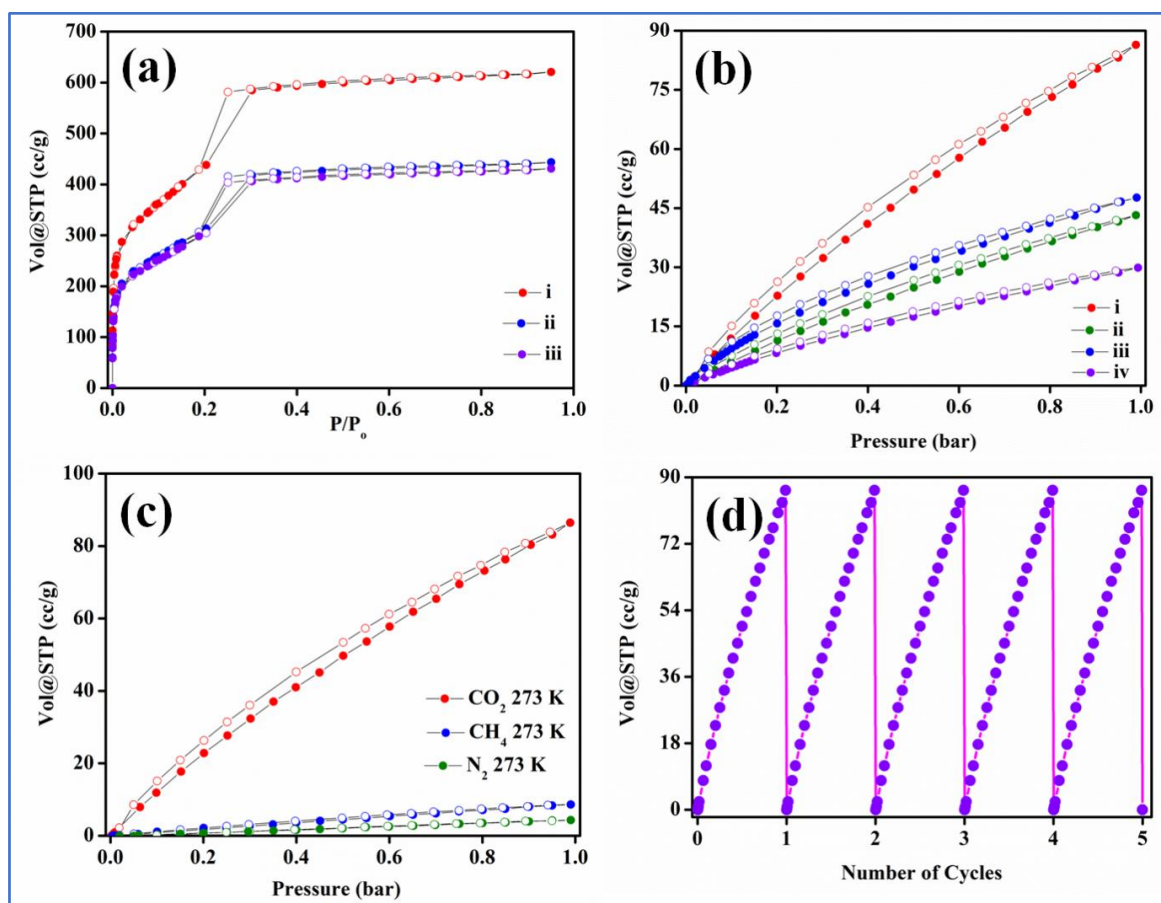 (a)
700
600
500
400
300
200
100
0
Vol@STP (cc/g)
i
ii
iii
0.0 0.2 0.4 0.6 0.8 1.0
P/Po
(b)
90
75
60
45
30
15
0
Vol@STP (cc/g)
i
ii
iii
iv
0.0 0.2 0.4 0.6 0.8 1.0
Pressure (bar)
(c)
100
80
60
40
20
0
Vol@STP (cc/g)
CO2 273 K
CH4 273 K
N2 273 K
0.0 0.2 0.4 0.6 0.8 1.0
Pressure (bar)
(d)
90
72
54
36
18
0
Vol@STP (cc/g)
0 1 2 3 4 5
Number of Cycles